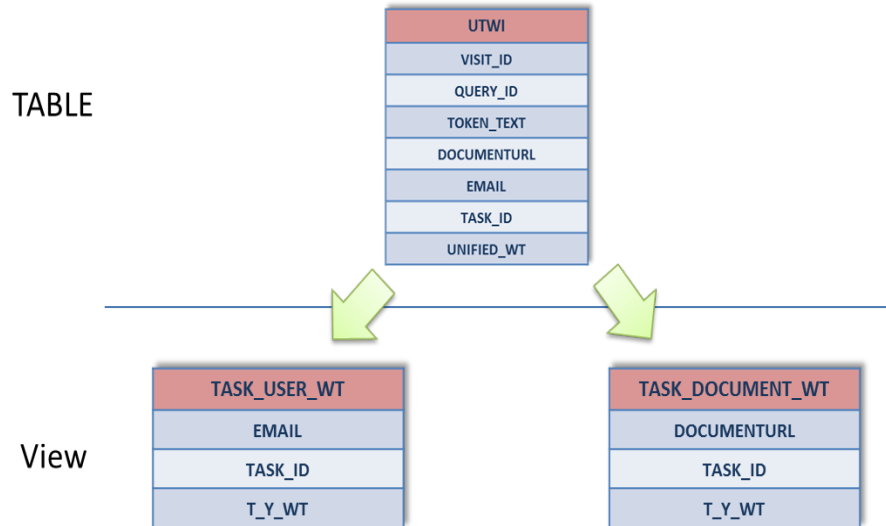 UTWI
VISIT_ID
QUERY_ID
TABLE
TOKEN_TEXT
DOCUMENTURL
EMAIL
TASK_ID
UNIFIED_WT
TASK_USER_WT
TASK_DOCUMENT_WT
EMAIL
DOCUMENTURL
View
TASK_ID
TASK_ID
T_Y_WT
T_Y_WT